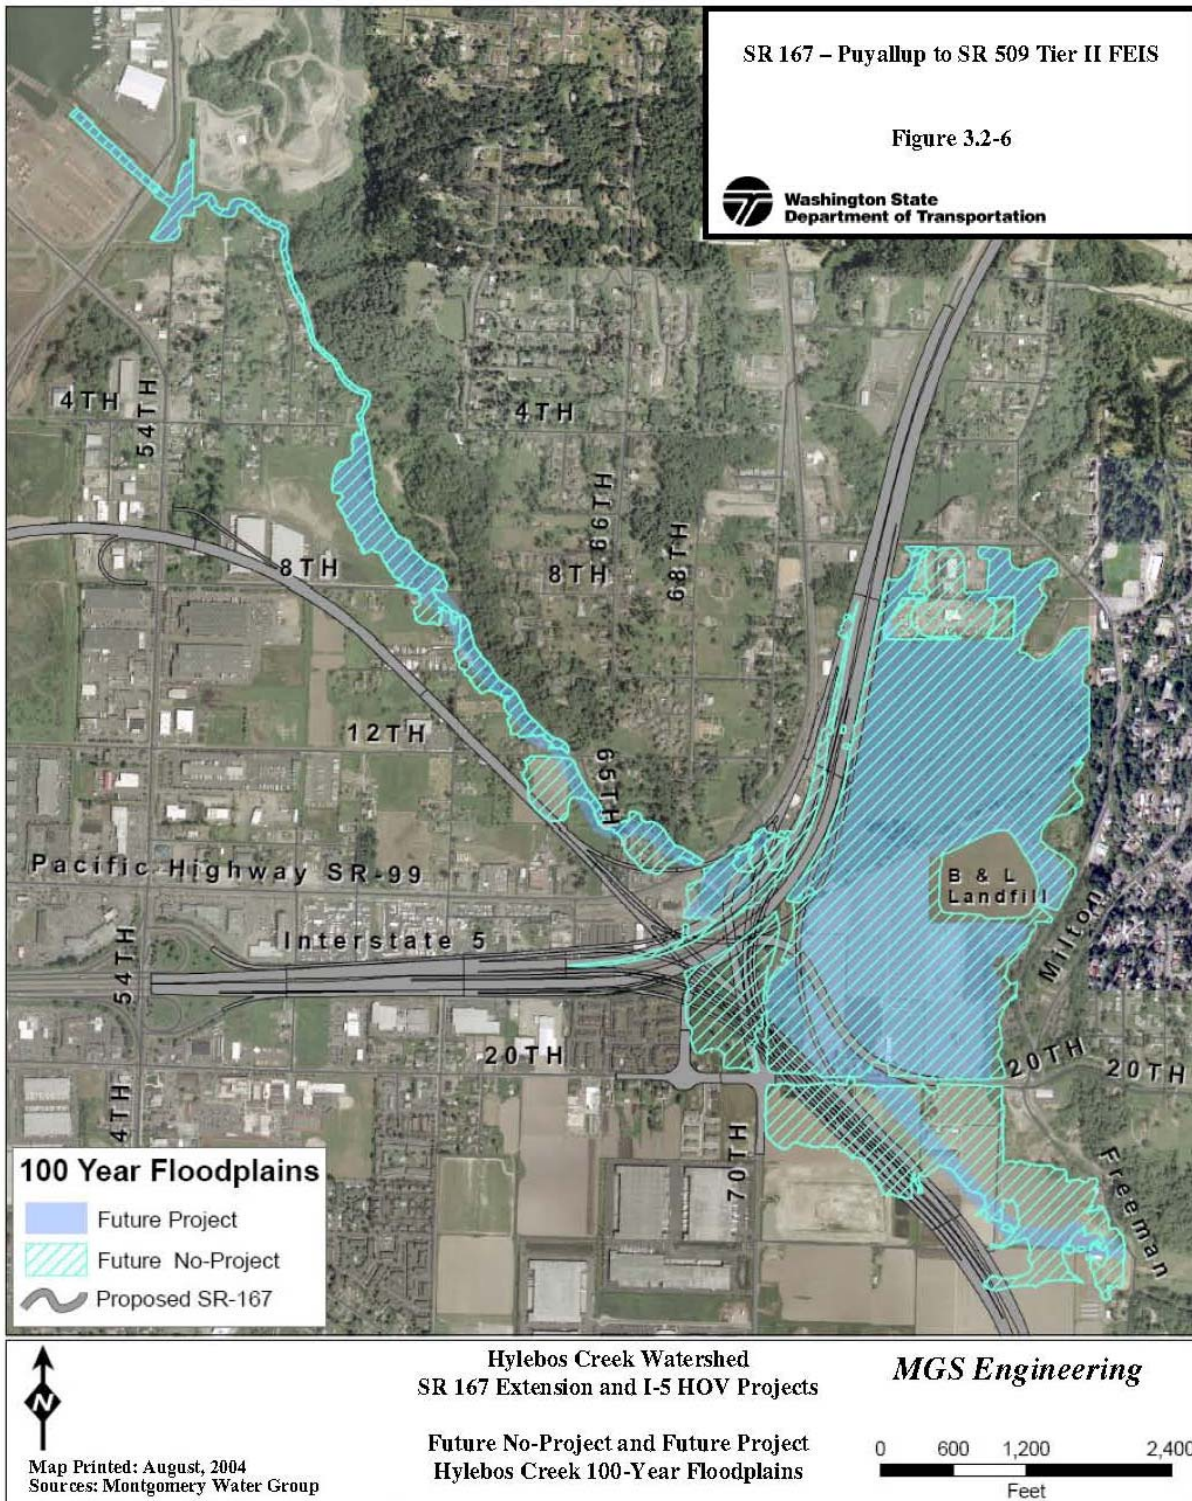 SR 167 – Puyallup to SR 509 Tier II FEIS
Figure 3.2-6
Washington State
Department of Transportation
4TH
54TH
4TH
66TH
68TH
8TH
8TH
12TH
65TH
Pacific Highway SR-99
B & L
Landfill
Interstate 5
Milton
54TH
20TH
20TH
20TH
4TH
70TH
Freeman
100 Year Floodplains
Future Project
Future No-Project
Proposed SR-167
N
Map Printed: August, 2004
Sources: Montgomery Water Group
Hylebos Creek Watershed
SR 167 Extension and I-5 HOV Projects
Future No-Project and Future Project
Hylebos Creek 100-Year Floodplains
MGS Engineering
0 600 1,200 2,400
Feet